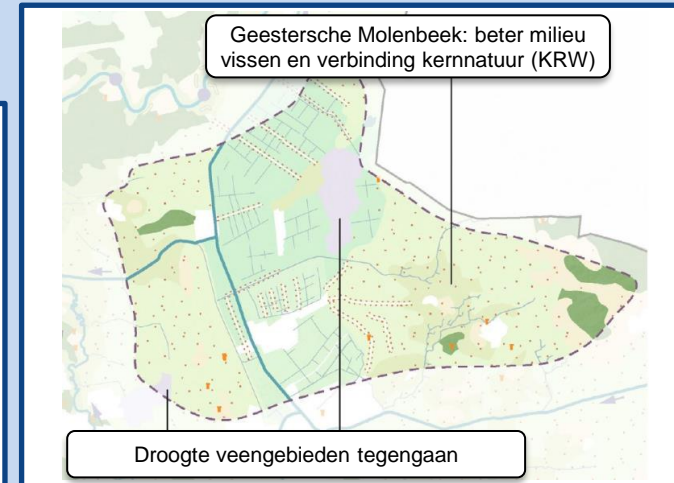 Geestersche Molenbeek: beter milieu
vissen en verbinding kernnatuur (KRW)
Droogte veengebieden tegengaan